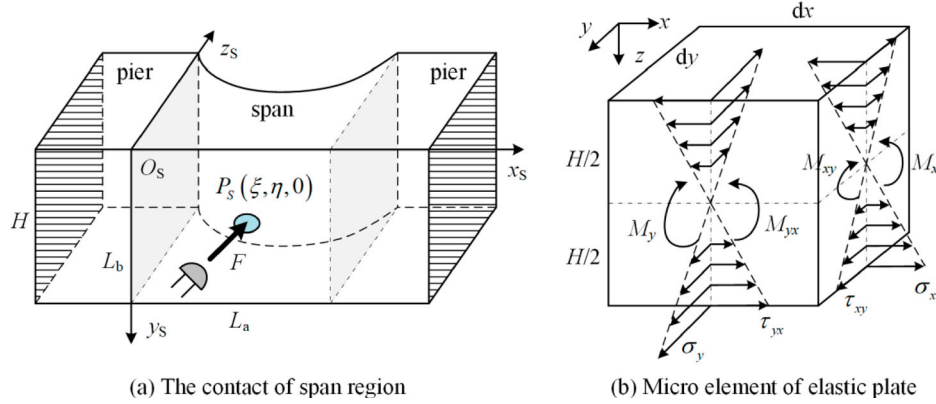 z_S
pier
pier
span
O_S
x_S
P_S(ξ,η,0)
H
L_b
F
y_S
L_a
(a) The contact of span region
dx
y
x
z
dy
H/2
M_xy
M_x
M_y
M_yx
H/2
τ_xy
σ_x
τ_yx
σ_y
(b) Micro element of elastic plate